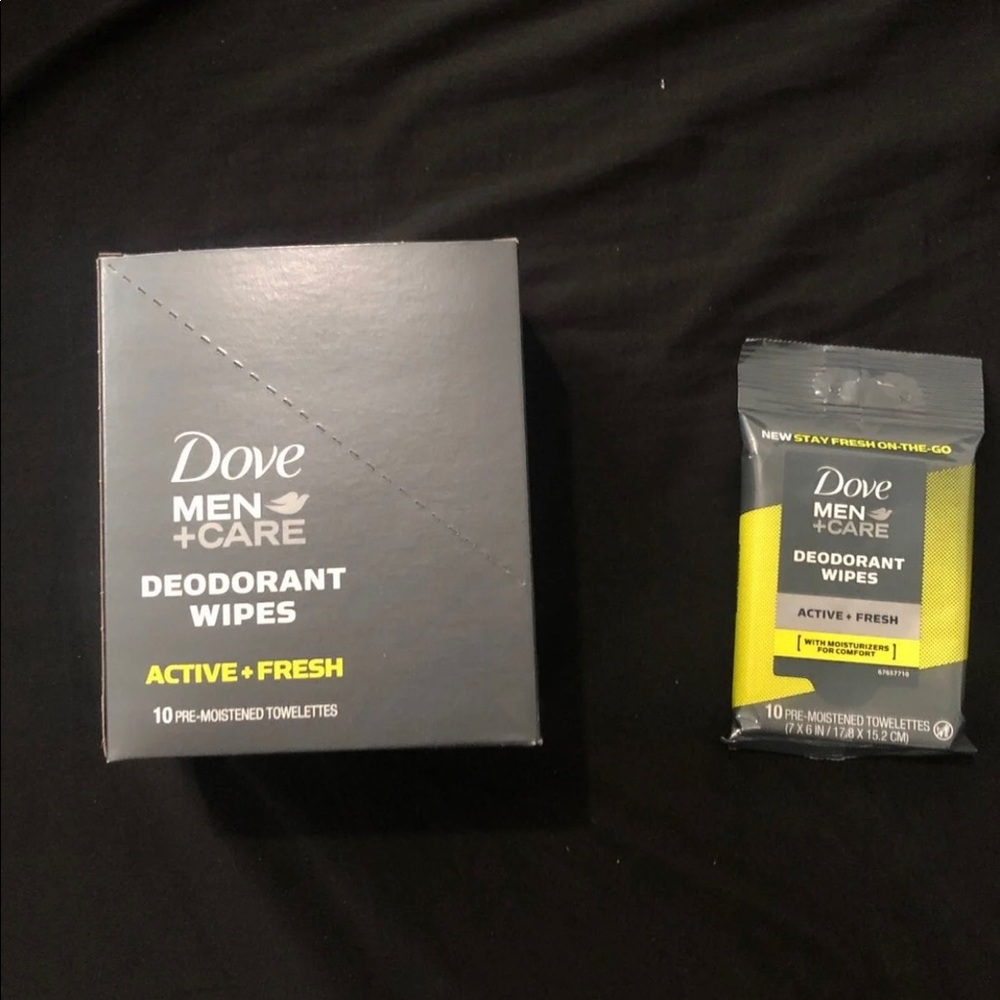 Dove
MEN
+CARE
DEODORANT
WIPES
ACTIVE + FRESH
10 PRE-MOISTENED TOWELETTES
NEW STAY FRESH ON-THE-GO
Dove
MEN
+CARE
DEODORANT
WIPES
ACTIVE + FRESH
[ WITH MOISTURIZERS
FOR COMFORT ]
67657718
10 PRE-MOISTENED TOWELETTES
(7 X 6 IN / 17.8 X 15.2 CM)